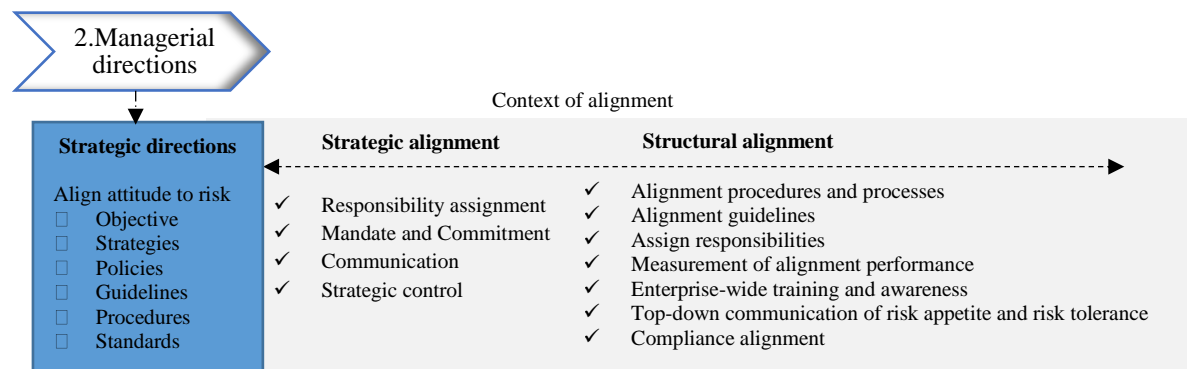 2.Managerial
directions
Context of alignment
Strategic directions
Align attitude to risk
Objective
Strategies
Policies
Guidelines
Procedures
Standards
Strategic alignment
✓ Responsibility assignment
✓ Mandate and Commitment
✓ Communication
✓ Strategic control
Structural alignment
✓ Alignment procedures and processes
✓ Alignment guidelines
✓ Assign responsibilities
✓ Measurement of alignment performance
✓ Enterprise-wide training and awareness
✓ Top-down communication of risk appetite and risk tolerance
✓ Compliance alignment